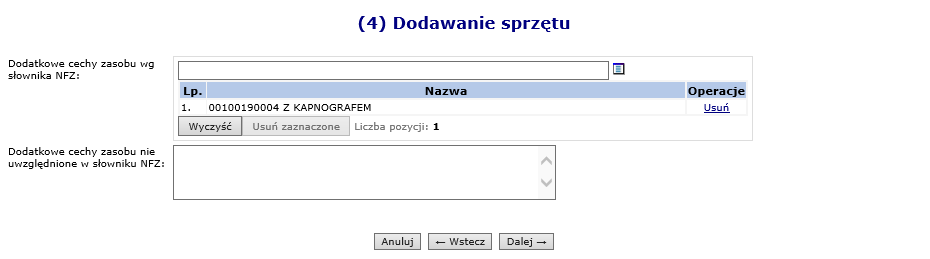 (4) Dodawanie sprzętu
Dodatkowe cechy zasobu wg
słownika NFZ:
Lp. Nazwa Operacje
1. 00100190004 Z KAPNOGRAFEM Usuń
Wyczyść Usuń zaznaczone Liczba pozycji: 1
Dodatkowe cechy zasobu nie
uwzględnione w słowniku NFZ:
Anuluj ← Wstecz Dalej →